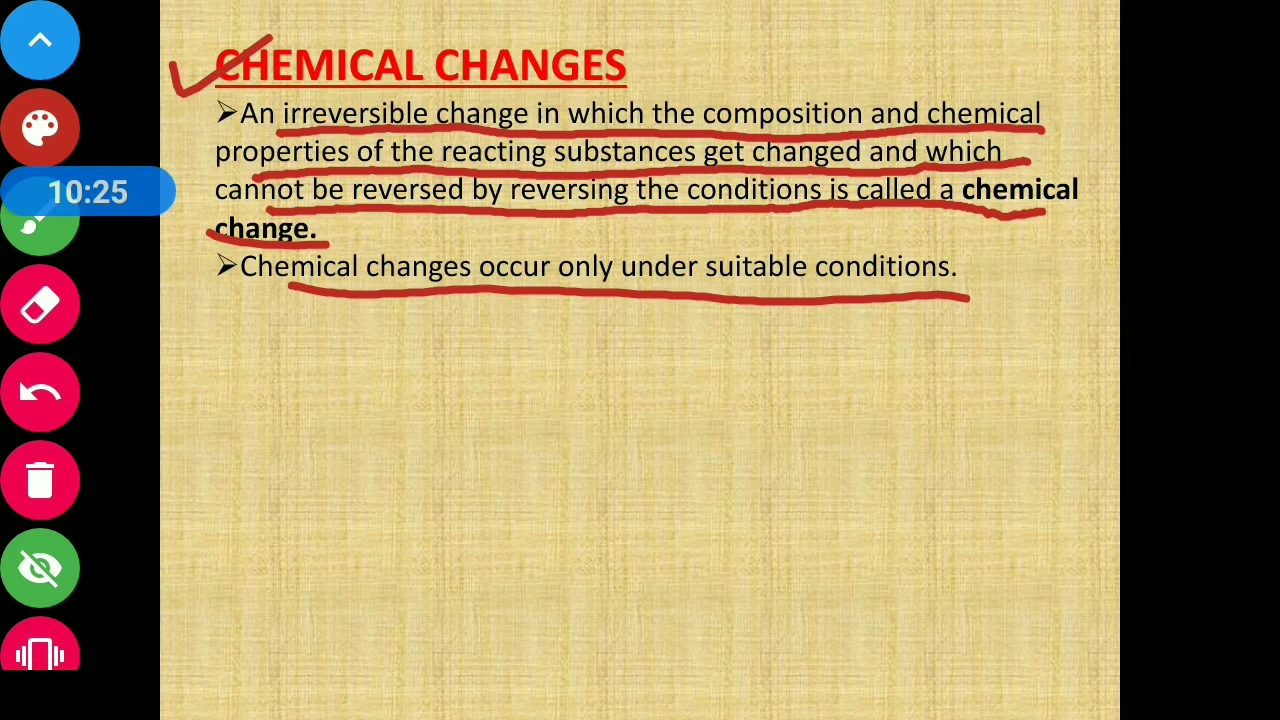 CHEMICAL CHANGES
➢An irreversible change in which the composition and chemical
properties of the reacting substances get changed and which
10:25
cannot be reversed by reversing the conditions is called a chemical
change.
➢Chemical changes occur only under suitable conditions.